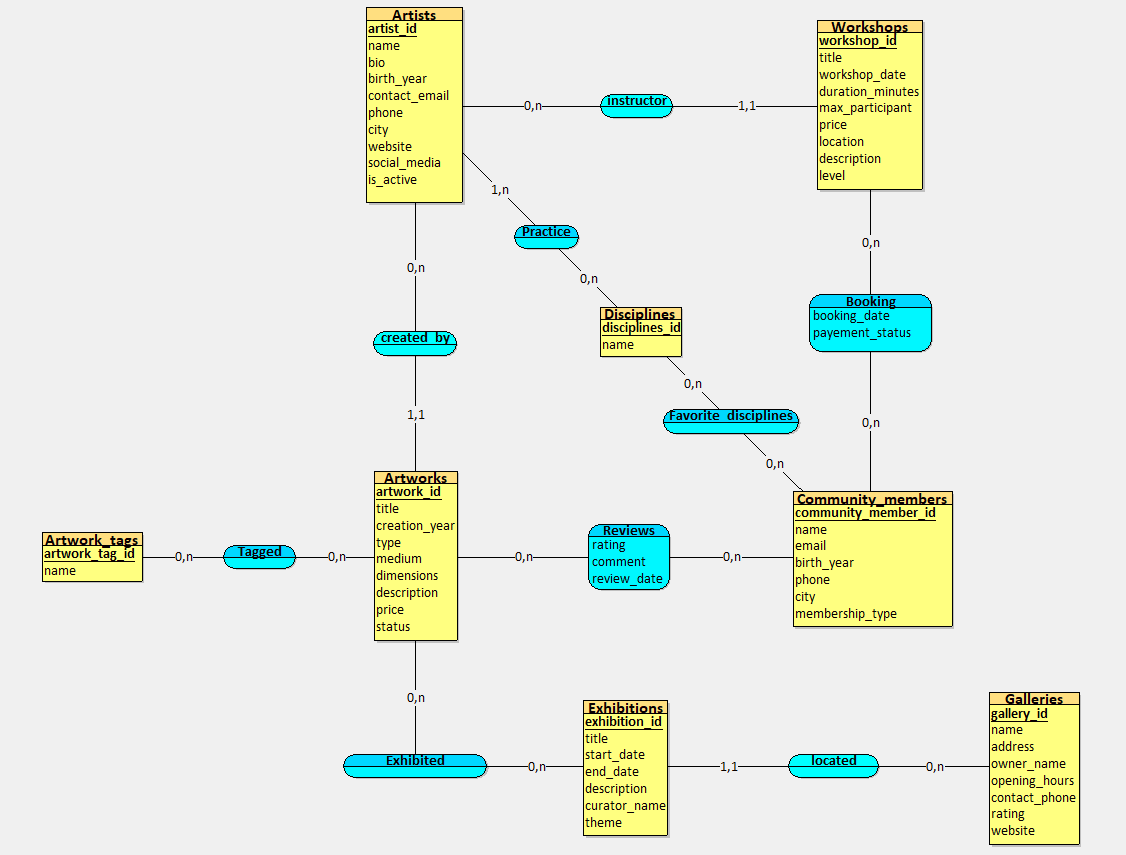 Artists
artist_id
name
bio
birth_year
contact_email
phone
city
website
social_media
is_active
0,n
instructor
1,1
Workshops
workshop_id
title
workshop_date
duration_minutes
max_participant
price
location
description
level
1,n
Practice
0,n
Disciplines
disciplines_id
name
0,n
Booking
booking_date
payement_status
0,n
0,n
created_by
1,1
0,n
Favorite_disciplines
0,n
Artwork_tags
artwork_tag_id
name
0,n
Tagged
0,n
Artworks
artwork_id
title
creation_year
type
medium
dimensions
description
price
status
0,n
Reviews
rating
comment
review_date
0,n
Community_members
community_member_id
name
email
birth_year
phone
city
membership_type
0,n
Exhibited
0,n
Exhibitions
exhibition_id
title
start_date
end_date
description
curator_name
theme
1,1
located
0,n
Galleries
gallery_id
name
address
owner_name
opening_hours
contact_phone
rating
website